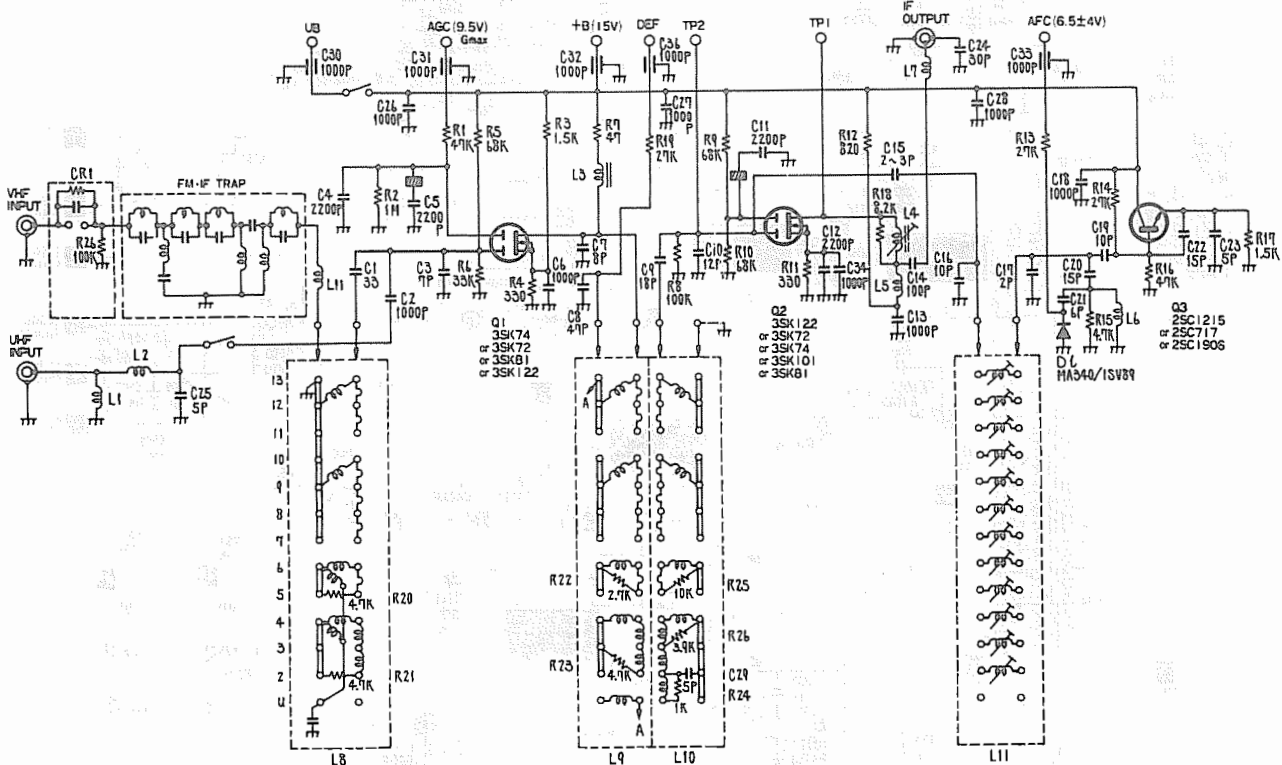 UB
AGC(9.5V)
Gmax
+B(15V)
DEF
TP2
TP1
IF
OUTPUT
AFC(6.5±4V)
C30
1000P
C31
1000P
C32
1000P
C36
1000P
C24
30P
C33
1000P
L7
C26
1000P
R1
47K
R5
68K
R3
1.5K
R7
47
C27
1000
P
R19
27K
R9
68K
C11
2200P
R12
820
C15
2~3P
C28
1000P
R13
27K
CR1
FM-IF TRAP
VHF
INPUT
R26
100K
C4
2200P
R2
1M
C5
2200
P
L3
R18
8.2K
L4
C18
1000P
R14
27K
C19
10P
C22
15P
C23
5P
R17
1.5K
L11
C1
33
C3
7P
R6
33K
R4
330
C6
1000P
C7
8P
C8
47P
C9
18P
R8
100K
C10
12P
R10
68K
R11
330
C12
2200P
C34
1000P
L5
C14
100P
C13
1000P
C16
10P
C17
2P
C20
15P
C21
6P
R15
4.7K
L6
R16
47K
C2
1000P
Q1
3SK74
or 3SK72
or 3SK81
or 3SK122
Q2
3SK122
or 3SK72
or 3SK74
or 3SK101
or 3SK81
Q3
2SC1215
or 2SC717
or 2SC1906
D1
MA340/1SV89
UHF
INPUT
L2
L1
C25
5P
13
12
11
10
9
8
7
6
5
4
3
2
U
4.7K
R20
4.7K
R21
A
R22
2.7K
10K
R25
R23
4.7K
3.9K
R26
5P
C29
1K
R24
A
L8
L9
L10
L11